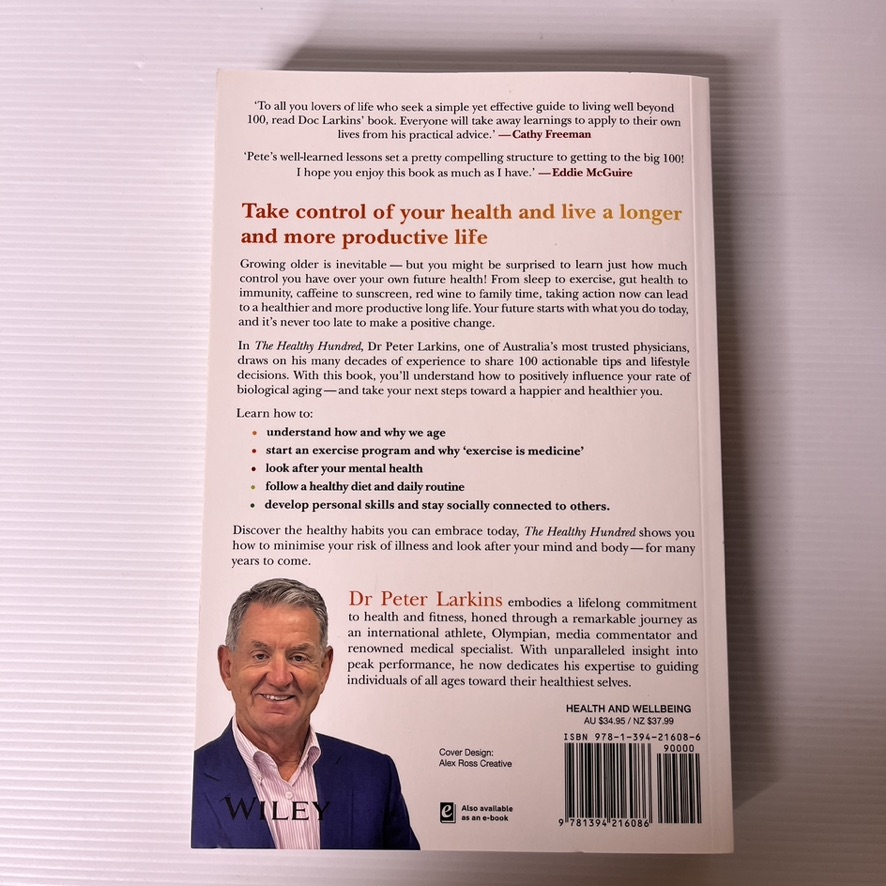 ‘To all you lovers of life who seek a simple yet effective guide to living well beyond
100, read Doc Larkins’ book. Everyone will take away learnings to apply to their own
lives from his practical advice.’ — Cathy Freeman
‘Pete’s well-learned lessons set a pretty compelling structure to getting to the big 100!
I hope you enjoy this book as much as I have.’ — Eddie McGuire
Take control of your health and live a longer
and more productive life
Growing older is inevitable — but you might be surprised to learn just how much
control you have over your own future health! From sleep to exercise, gut health to
immunity, caffeine to sunscreen, red wine to family time, taking action now can lead
to a healthier and more productive long life. Your future starts with what you do today,
and it’s never too late to make a positive change.
In The Healthy Hundred, Dr Peter Larkins, one of Australia’s most trusted physicians,
draws on his many decades of experience to share 100 actionable tips and lifestyle
decisions. With this book, you’ll understand how to positively influence your rate of
biological aging — and take your next steps toward a happier and healthier you.
Learn how to:
• understand how and why we age
• start an exercise program and why ‘exercise is medicine’
• look after your mental health
• follow a healthy diet and daily routine
• develop personal skills and stay socially connected to others.
Discover the healthy habits you can embrace today, The Healthy Hundred shows you
how to minimise your risk of illness and look after your mind and body — for many
years to come.
Dr Peter Larkins embodies a lifelong commitment
to health and fitness, honed through a remarkable journey as
an international athlete, Olympian, media commentator and
renowned medical specialist. With unparalleled insight into
peak performance, he now dedicates his expertise to guiding
individuals of all ages toward their healthiest selves.
HEALTH AND WELLBEING
AU $34.95 / NZ $37.99
ISBN 978-1-394-21608-6
90000
9 781394 216086
Cover Design:
Alex Ross Creative
e
Also available
as an e-book
WILEY